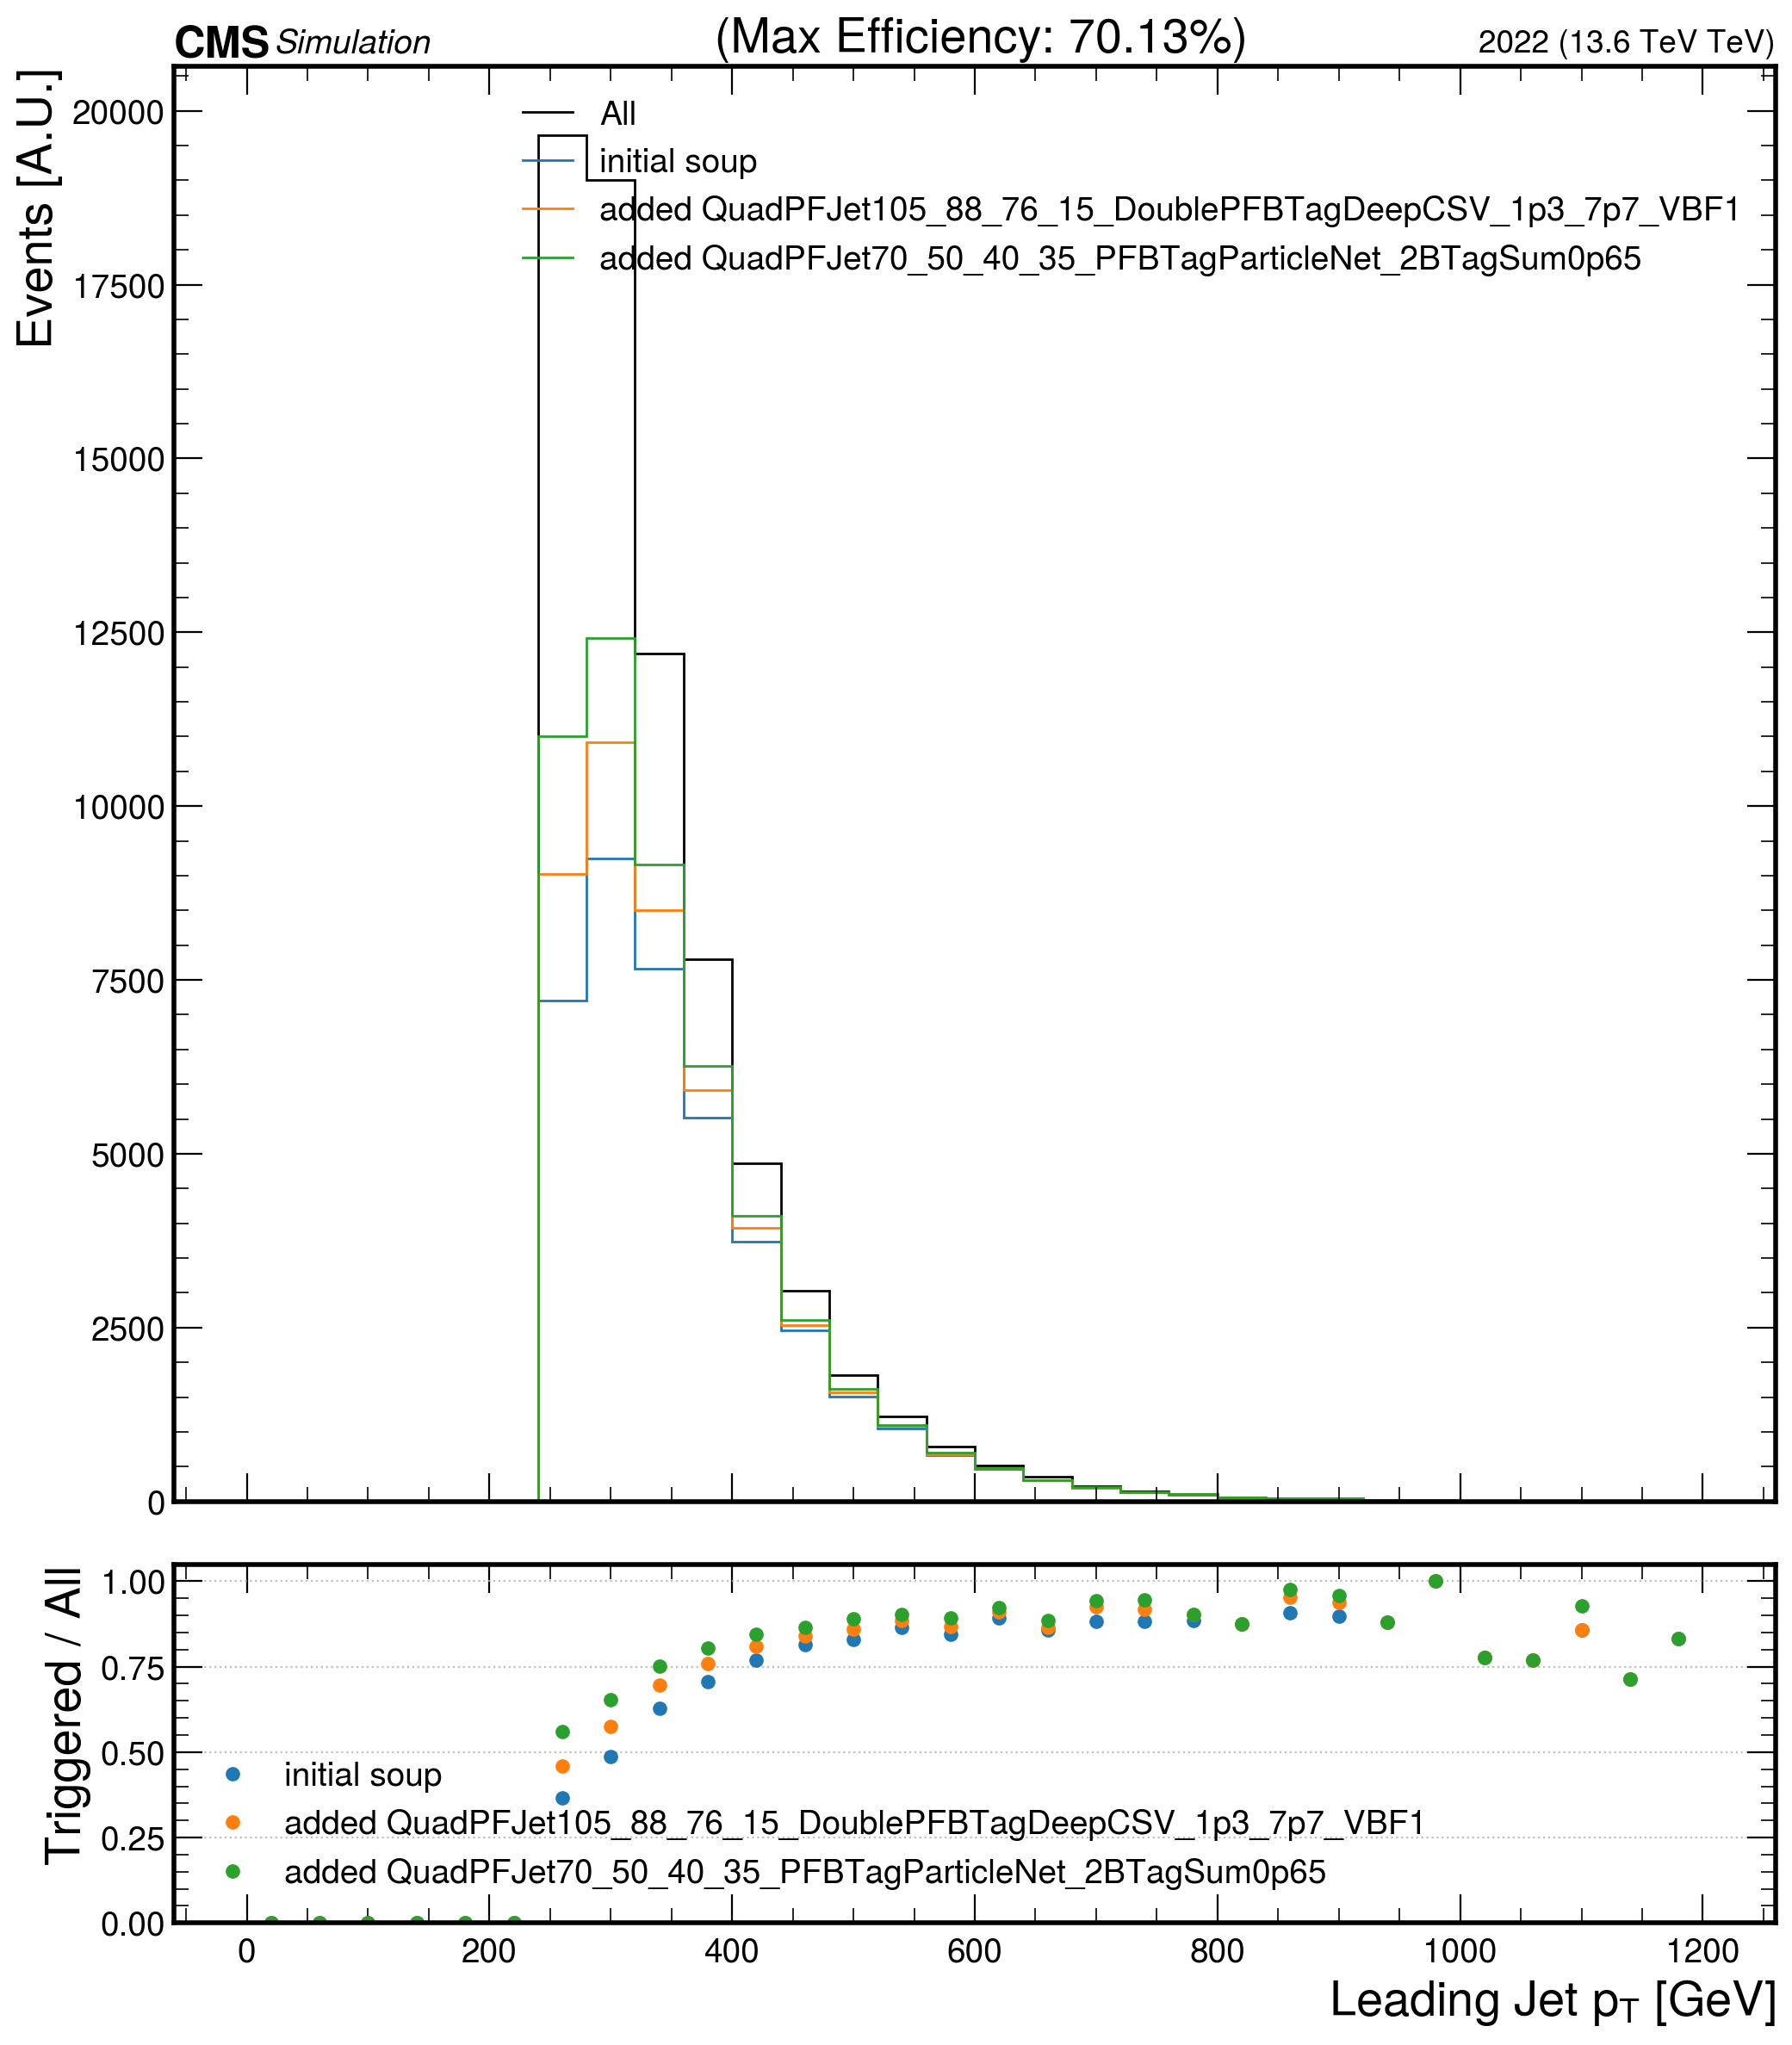 CMS Simulation (Max Efficiency: 70.13%) 2022 (13.6 TeV TeV)
Events [A.U.]
20000
17500
15000
12500
10000
7500
5000
2500
0
All
initial soup
added QuadPFJet105_88_76_15_DoublePFBTagDeepCSV_1p3_7p7_VBF1
added QuadPFJet70_50_40_35_PFBTagParticleNet_2BTagSum0p65
Triggered / All
1.00
0.75
0.50
0.25
0.00
initial soup
added QuadPFJet105_88_76_15_DoublePFBTagDeepCSV_1p3_7p7_VBF1
added QuadPFJet70_50_40_35_PFBTagParticleNet_2BTagSum0p65
0 200 400 600 800 1000 1200
Leading Jet pT [GeV]